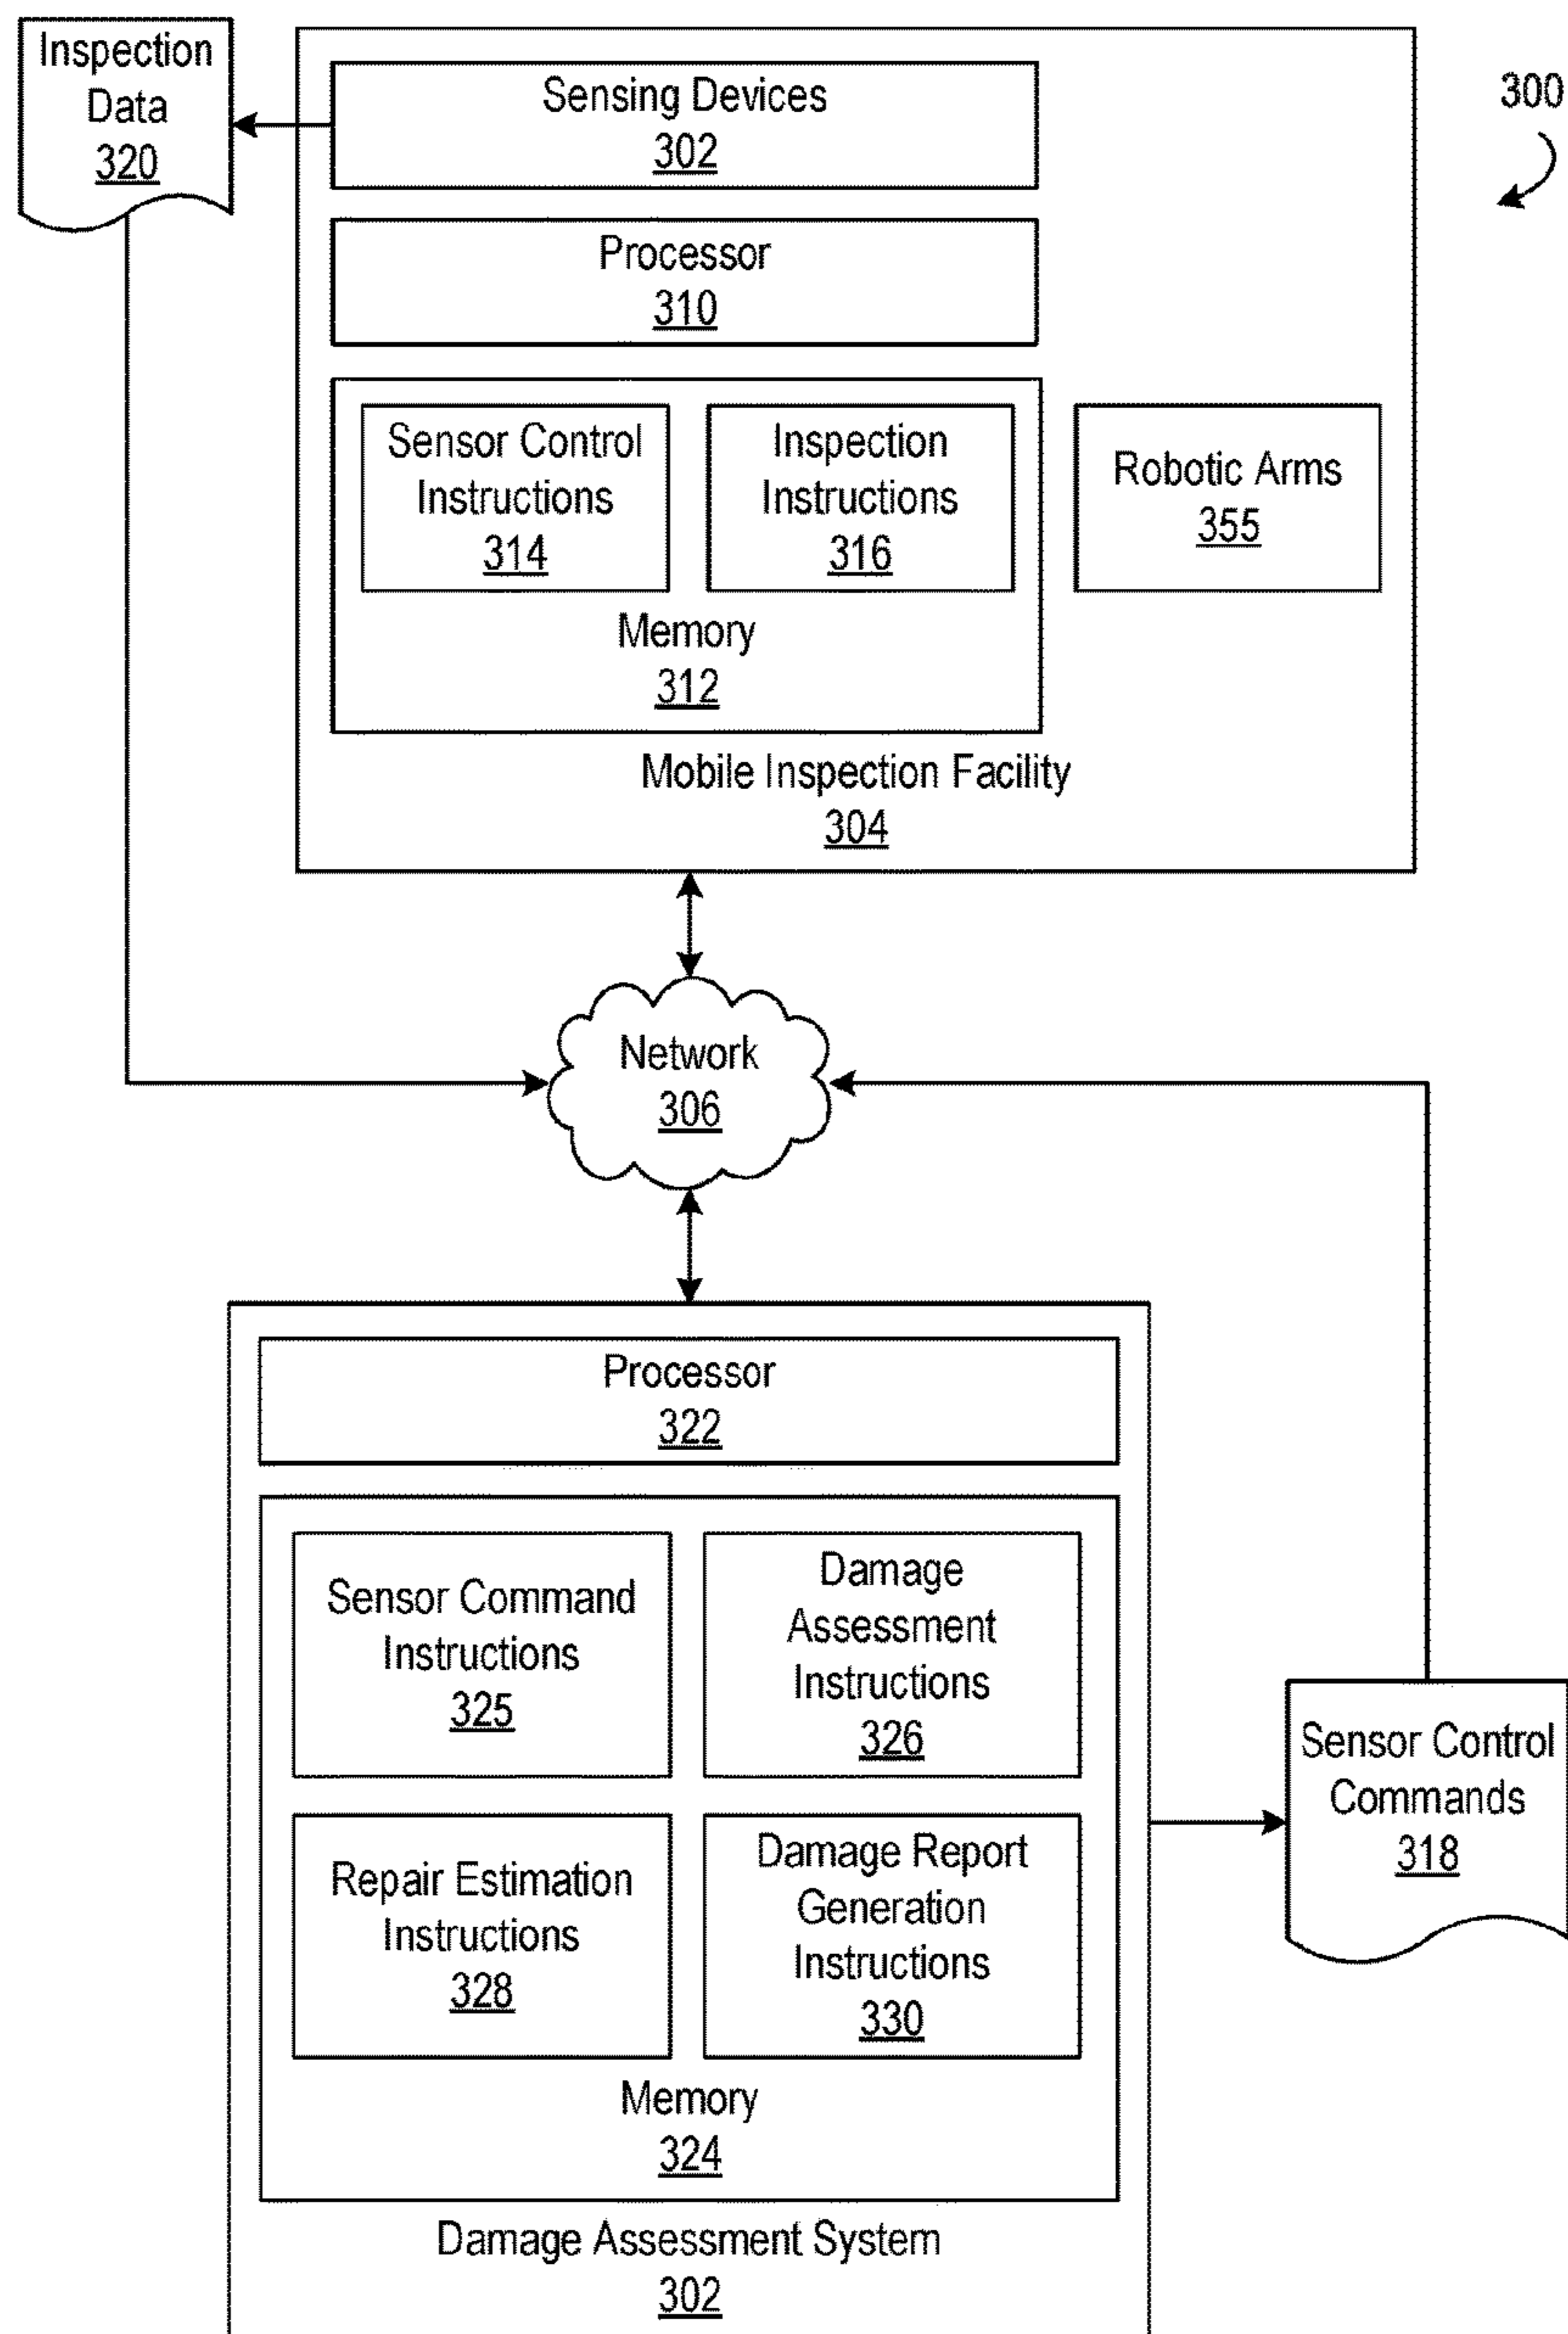 Inspection
Data
320
Sensing Devices
302
300
Processor
310
Sensor Control
Instructions
314
Inspection
Instructions
316
Robotic Arms
355
Memory
312
Mobile Inspection Facility
304
Network
306
Processor
322
Sensor Command
Instructions
325
Damage
Assessment
Instructions
326
Repair Estimation
Instructions
328
Damage Report
Generation
Instructions
330
Sensor Control
Commands
318
Memory
324
Damage Assessment System
302